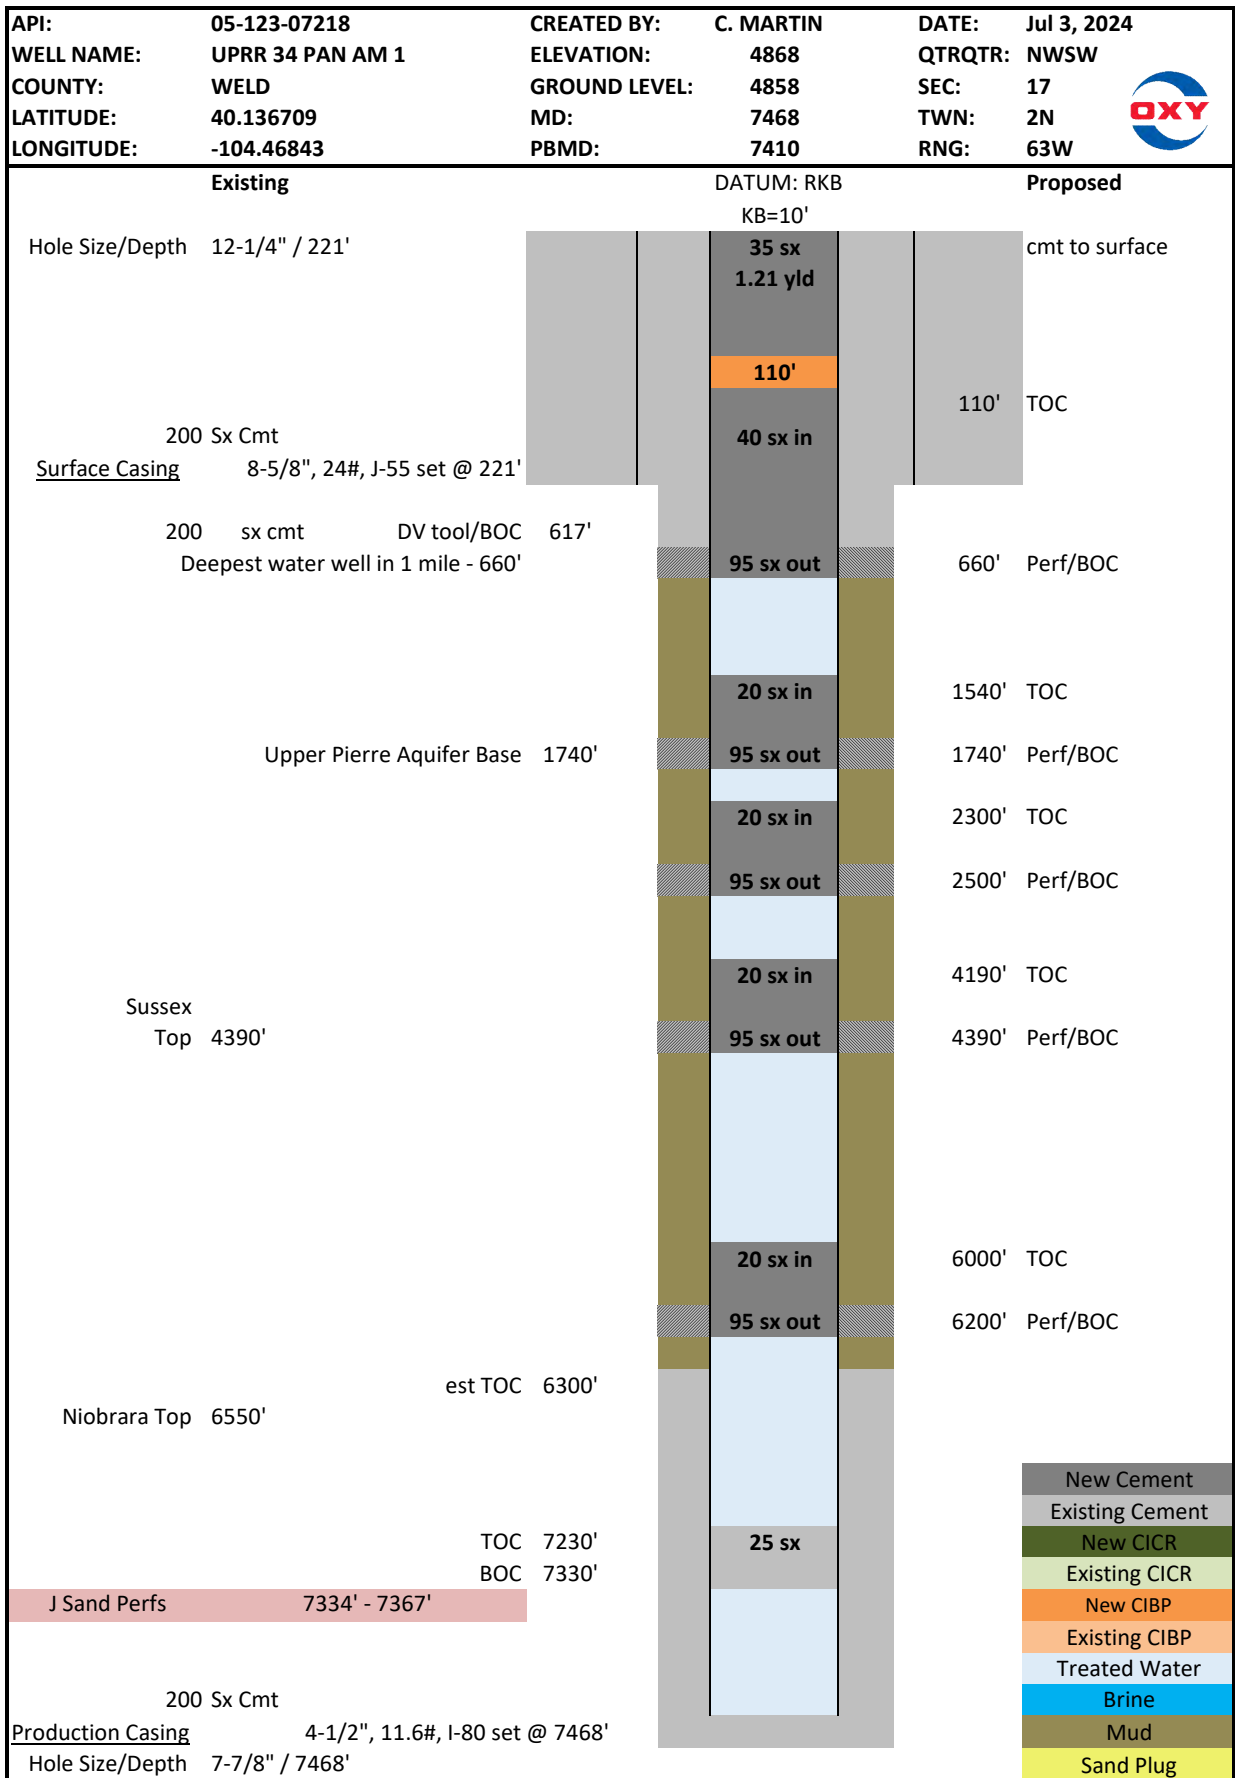 API: 05-123-07218 CREATED BY: C. MARTIN DATE: Jul 3, 2024
WELL NAME: UPRR 34 PAN AM 1 ELEVATION: 4868 QTRQTR: NWSW
COUNTY: WELD GROUND LEVEL: 4858 SEC: 17
LATITUDE: 40.136709 MD: 7468 TWN: 2N
OXY
LONGITUDE: -104.46843 PBMD: 7410 RNG: 63W
Existing DATUM: RKB Proposed
KB=10'
Hole Size/Depth 12-1/4" / 221' 35 sx cmt to surface
1.21 yld
110'
110' TOC
200 Sx Cmt 40 sx in
Surface Casing 8-5/8", 24#, J-55 set @ 221'
200 sx cmt DV tool/BOC 617'
Deepest water well in 1 mile - 660' 95 sx out 660' Perf/BOC
20 sx in 1540' TOC
Upper Pierre Aquifer Base 1740' 95 sx out 1740' Perf/BOC
20 sx in 2300' TOC
95 sx out 2500' Perf/BOC
20 sx in 4190' TOC
Sussex
Top 4390' 95 sx out 4390' Perf/BOC
20 sx in 6000' TOC
95 sx out 6200' Perf/BOC
est TOC 6300'
Niobrara Top 6550'
New Cement
Existing Cement
TOC 7230' 25 sx New CICR
BOC 7330' Existing CICR
J Sand Perfs 7334' - 7367' New CIBP
Existing CIBP
Treated Water
200 Sx Cmt Brine
Production Casing 4-1/2", 11.6#, I-80 set @ 7468' Mud
Hole Size/Depth 7-7/8" / 7468' Sand Plug